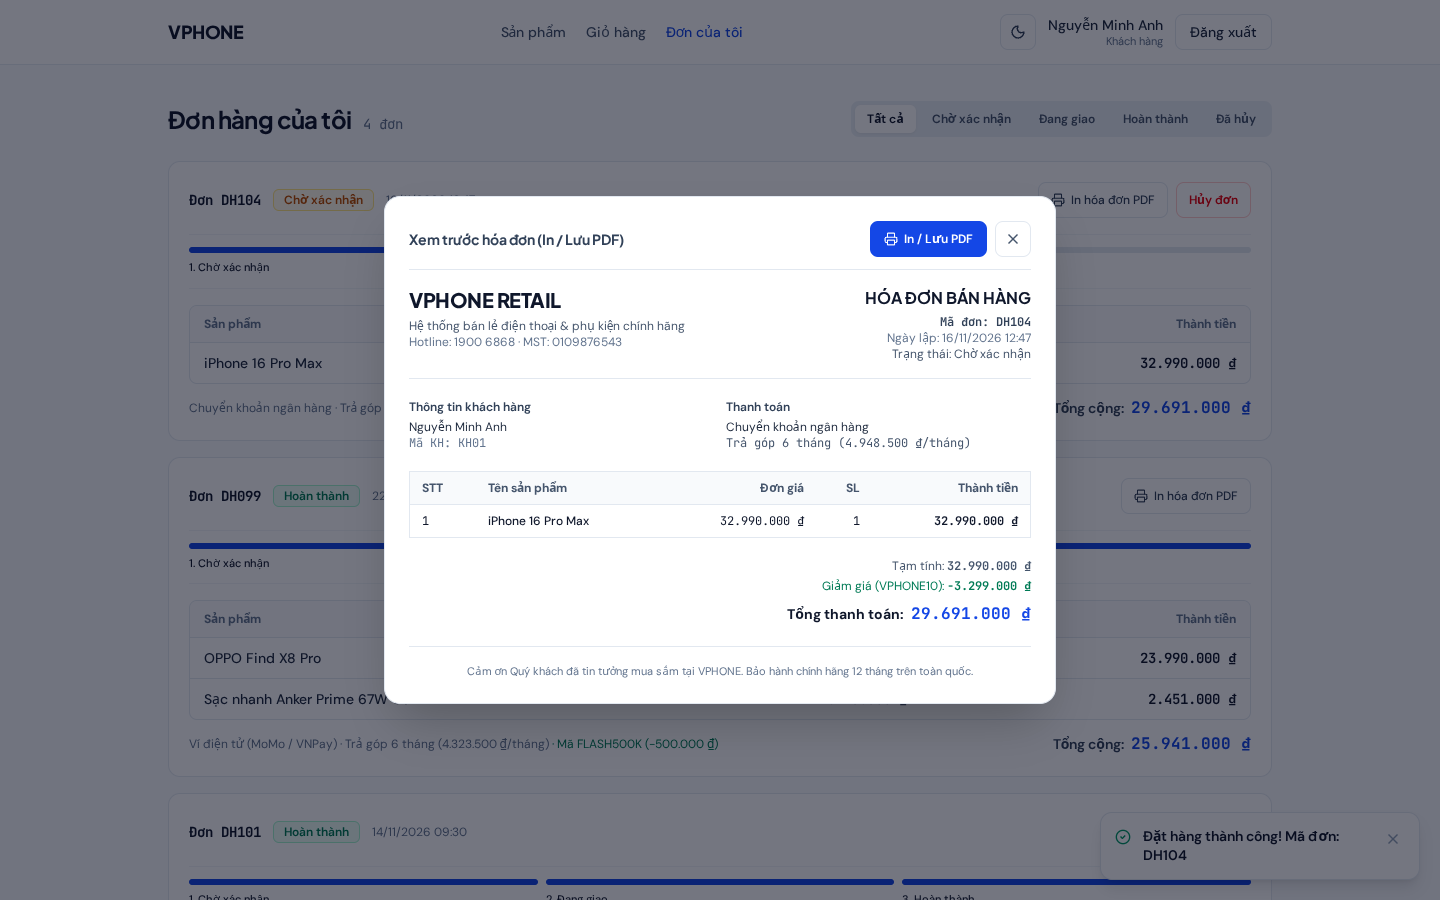 VPHONE
Sản phẩm
Giỏ hàng
Đơn của tôi
Nguyễn Minh Anh
Khách hàng
Đăng xuất
Đơn hàng của tôi
4 đơn
Tất cả
Chờ xác nhận
Đang giao
Hoàn thành
Đã hủy
Đơn DH104
Chờ xác nhận
In hóa đơn PDF
Hủy đơn
1. Chờ xác nhận
Sản phẩm
Thành tiền
iPhone 16 Pro Max
32.990.000 ₫
Chuyển khoản ngân hàng · Trả góp
Tổng cộng: 29.691.000 ₫
Xem trước hóa đơn (In / Lưu PDF)
In / Lưu PDF
VPHONE RETAIL
Hệ thống bán lẻ điện thoại & phụ kiện chính hãng
Hotline: 1900 6868 · MST: 0109876543
HÓA ĐƠN BÁN HÀNG
Mã đơn: DH104
Ngày lập: 16/11/2026 12:47
Trạng thái: Chờ xác nhận
Thông tin khách hàng
Nguyễn Minh Anh
Mã KH: KH01
Thanh toán
Chuyển khoản ngân hàng
Trả góp 6 tháng (4.948.500 ₫/tháng)
STT Tên sản phẩm Đơn giá SL Thành tiền
1 iPhone 16 Pro Max 32.990.000 ₫ 1 32.990.000 ₫
Tạm tính: 32.990.000 ₫
Giảm giá (VPHONE10): -3.299.000 ₫
Tổng thanh toán: 29.691.000 ₫
Cảm ơn Quý khách đã tin tưởng mua sắm tại VPHONE. Bảo hành chính hãng 12 tháng trên toàn quốc.
Đơn DH099
Hoàn thành
22
In hóa đơn PDF
1. Chờ xác nhận
Sản phẩm
Thành tiền
OPPO Find X8 Pro
23.990.000 ₫
Sạc nhanh Anker Prime 67W
2.451.000 ₫
Ví điện tử (MoMo / VNPay) · Trả góp 6 tháng (4.323.500 ₫/tháng) · Mã FLASH500K (-500.000 ₫)
Tổng cộng: 25.941.000 ₫
Đơn DH101
Hoàn thành
14/11/2026 09:30
1. Chờ xác nhận
2. Đang giao
3. Hoàn thành
Đặt hàng thành công! Mã đơn:
DH104